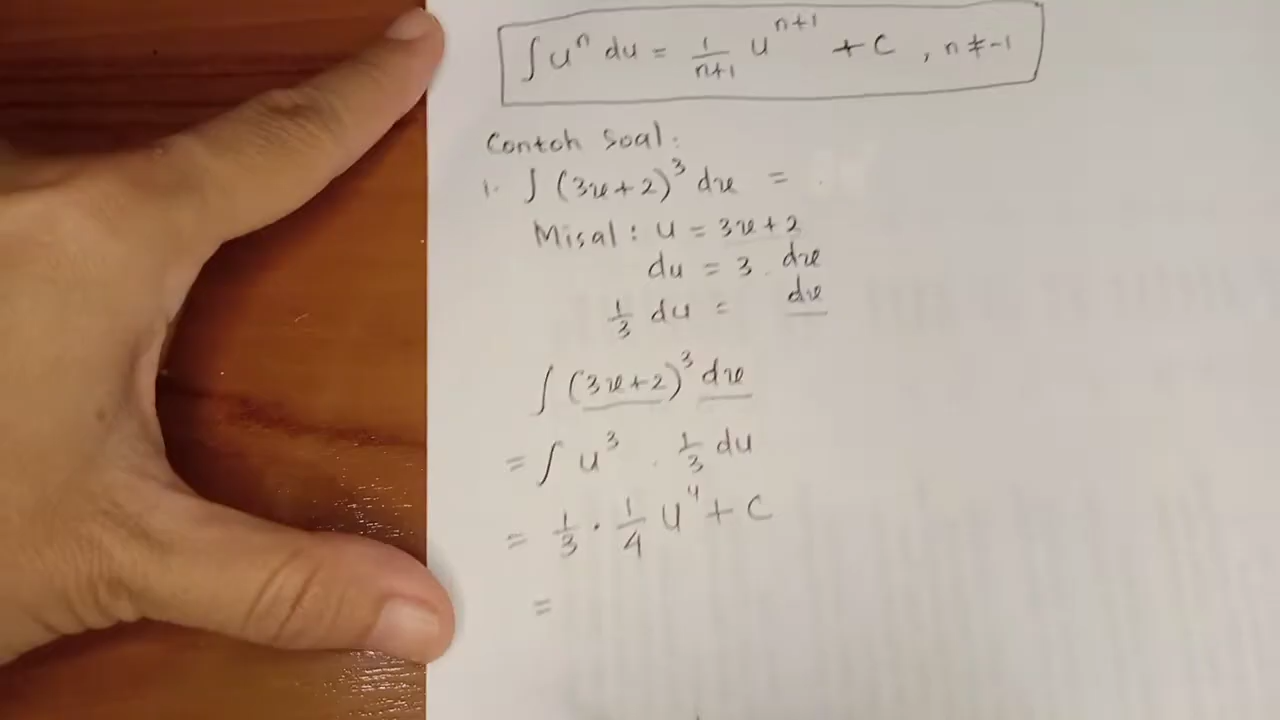 ∫ u^n du = 1/(n+1) u^(n+1) + C , n ≠ -1
Contoh Soal :
1. ∫ (3x+2)^3 dx =
Misal : u = 3x+2
du = 3 . dx
1/3 du = dx
∫ (3x+2)^3 dx
= ∫ u^3 . 1/3 du
= 1/3 · 1/4 u^4 + C
=